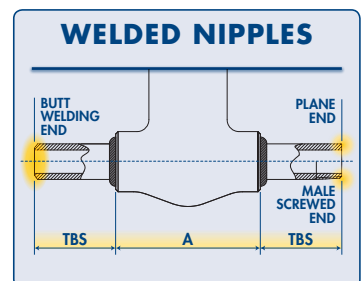 WELDED NIPPLES
BUTT
WELDING
END
PLANE
END
MALE
SCREWED
END
TBS
A
TBS